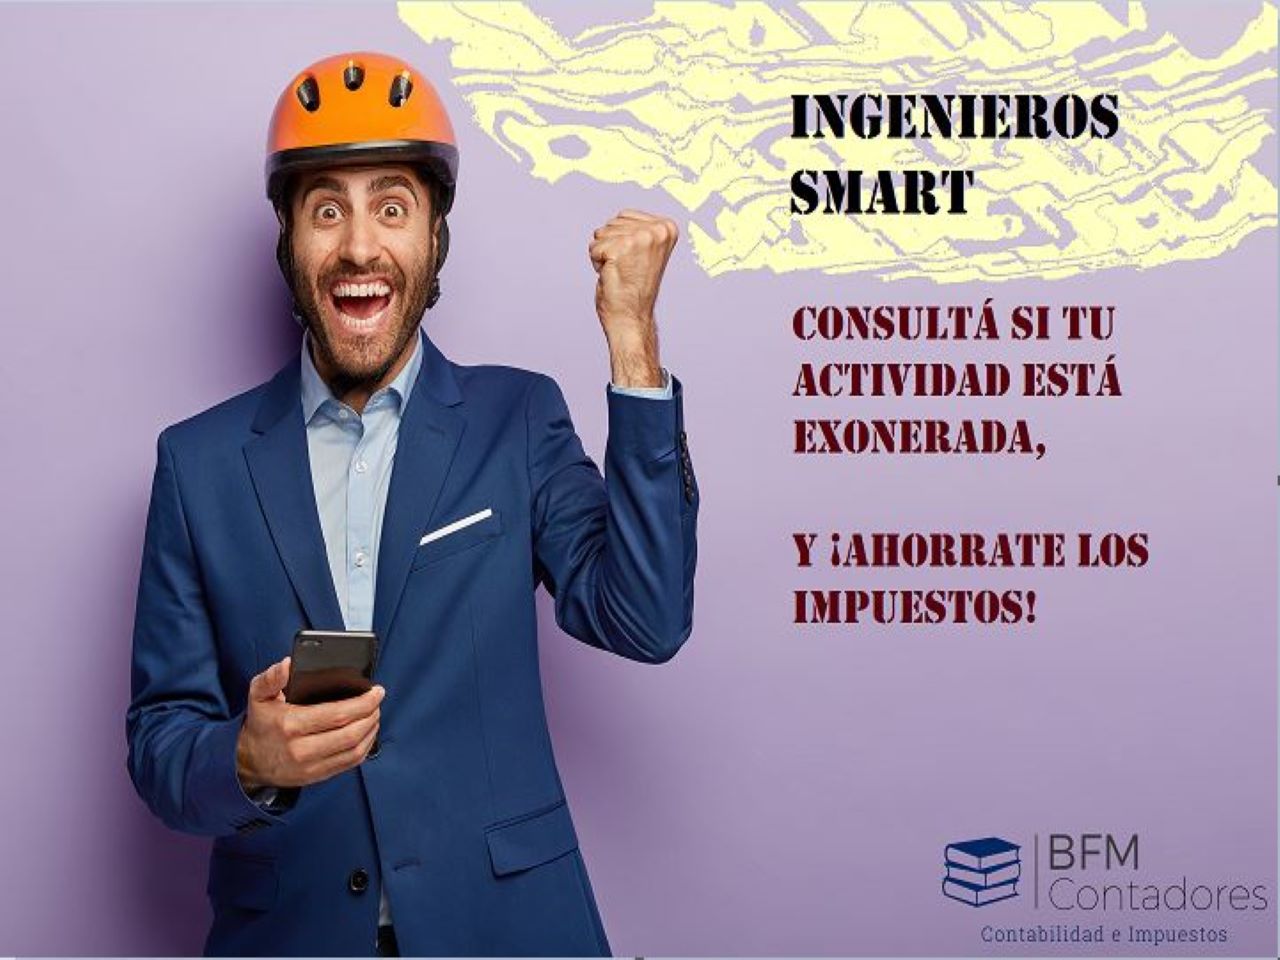 INGENIEROS
SMART
CONSULTÁ SI TU
ACTIVIDAD ESTÁ
EXONERADA,
Y ¡AHORRATE LOS
IMPUESTOS!
BFM
Contadores
Contabilidad e Impuestos